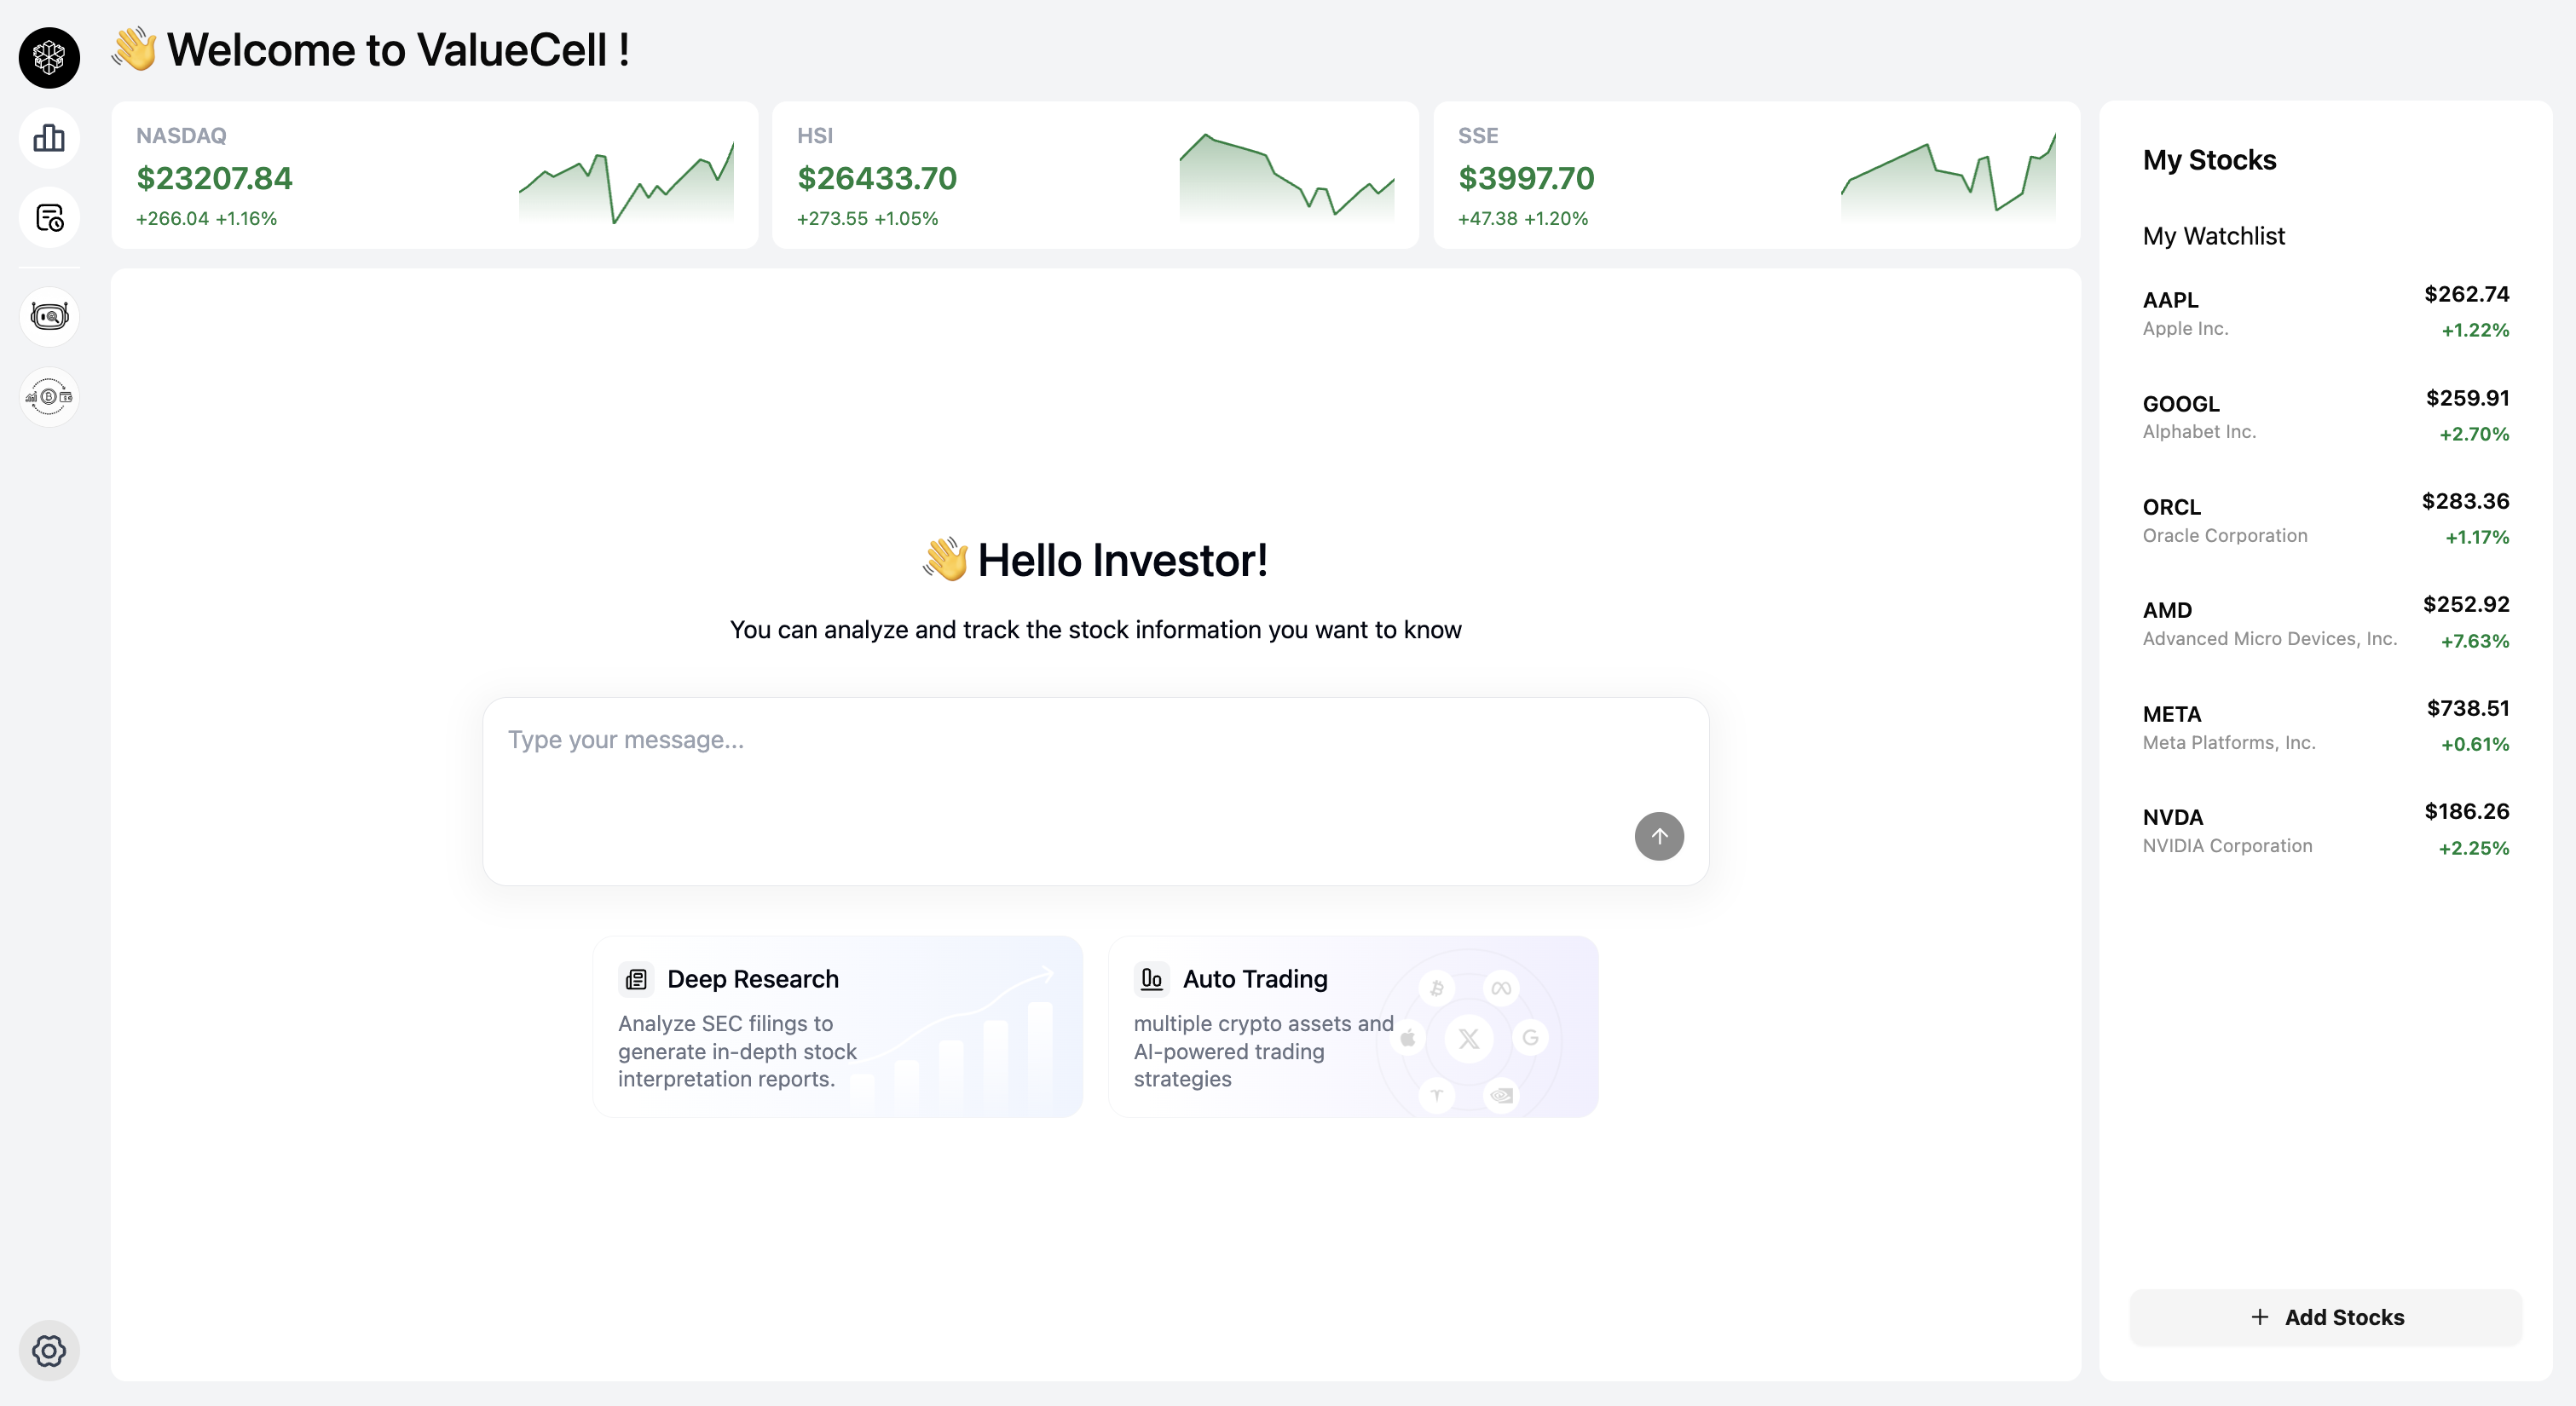 Welcome to ValueCell !
NASDAQ
$23207.84
+266.04 +1.16%
HSI
$26433.70
+273.55 +1.05%
SSE
$3997.70
+47.38 +1.20%
Hello Investor!
You can analyze and track the stock information you want to know
Type your message...
Deep Research
Analyze SEC filings to
generate in-depth stock
interpretation reports.
Auto Trading
multiple crypto assets and
AI-powered trading
strategies
My Stocks
My Watchlist
AAPL
$262.74
Apple Inc.
+1.22%
GOOGL
$259.91
Alphabet Inc.
+2.70%
ORCL
$283.36
Oracle Corporation
+1.17%
AMD
$252.92
Advanced Micro Devices, Inc.
+7.63%
META
$738.51
Meta Platforms, Inc.
+0.61%
NVDA
$186.26
NVIDIA Corporation
+2.25%
Add Stocks